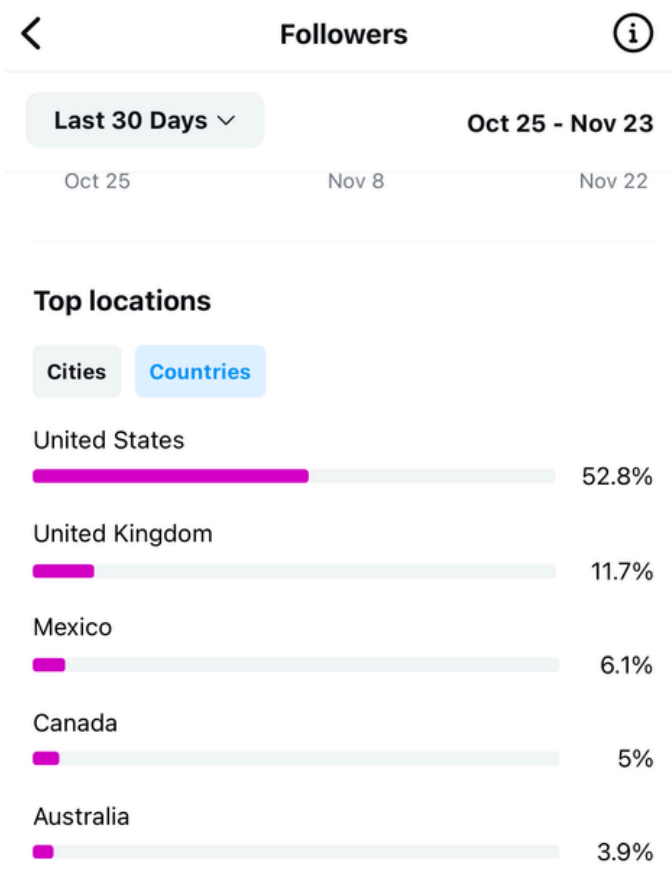 Followers
Last 30 Days
Oct 25 - Nov 23
Oct 25 Nov 8 Nov 22
Top locations
Cities Countries
United States
52.8%
United Kingdom
11.7%
Mexico
6.1%
Canada
5%
Australia
3.9%